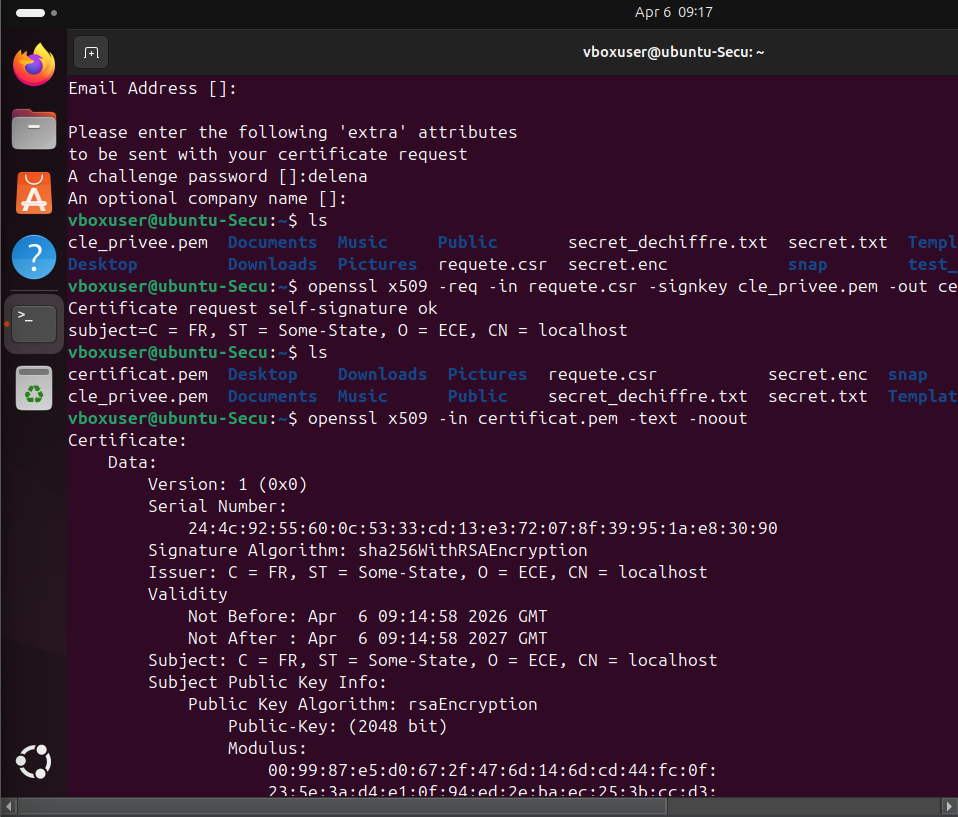 Apr 6 09:17
vboxuser@ubuntu-Secu: ~
Email Address []:
Please enter the following 'extra' attributes
to be sent with your certificate request
A challenge password []:delena
An optional company name []:
vboxuser@ubuntu-Secu:~$ ls
cle_privee.pem Documents Music Public secret_dechiffre.txt secret.txt Templ
Desktop Downloads Pictures requete.csr secret.enc snap test_
vboxuser@ubuntu-Secu:~$ openssl x509 -req -in requete.csr -signkey cle_privee.pem -out ce
Certificate request self-signature ok
subject=C = FR, ST = Some-State, O = ECE, CN = localhost
vboxuser@ubuntu-Secu:~$ ls
certificat.pem Desktop Downloads Pictures requete.csr secret.enc snap
cle_privee.pem Documents Music Public secret_dechiffre.txt secret.txt Templat
vboxuser@ubuntu-Secu:~$ openssl x509 -in certificat.pem -text -noout
Certificate:
Data:
Version: 1 (0x0)
Serial Number:
24:4c:92:55:60:0c:53:33:cd:13:e3:72:07:8f:39:95:1a:e8:30:90
Signature Algorithm: sha256WithRSAEncryption
Issuer: C = FR, ST = Some-State, O = ECE, CN = localhost
Validity
Not Before: Apr 6 09:14:58 2026 GMT
Not After : Apr 6 09:14:58 2027 GMT
Subject: C = FR, ST = Some-State, O = ECE, CN = localhost
Subject Public Key Info:
Public Key Algorithm: rsaEncryption
Public-Key: (2048 bit)
Modulus:
00:99:87:e5:d0:67:2f:47:6d:14:6d:cd:44:fc:0f:
23:5e:3a:d4:e1:0f:94:ed:2e:ba:ec:25:3b:cc:d3: